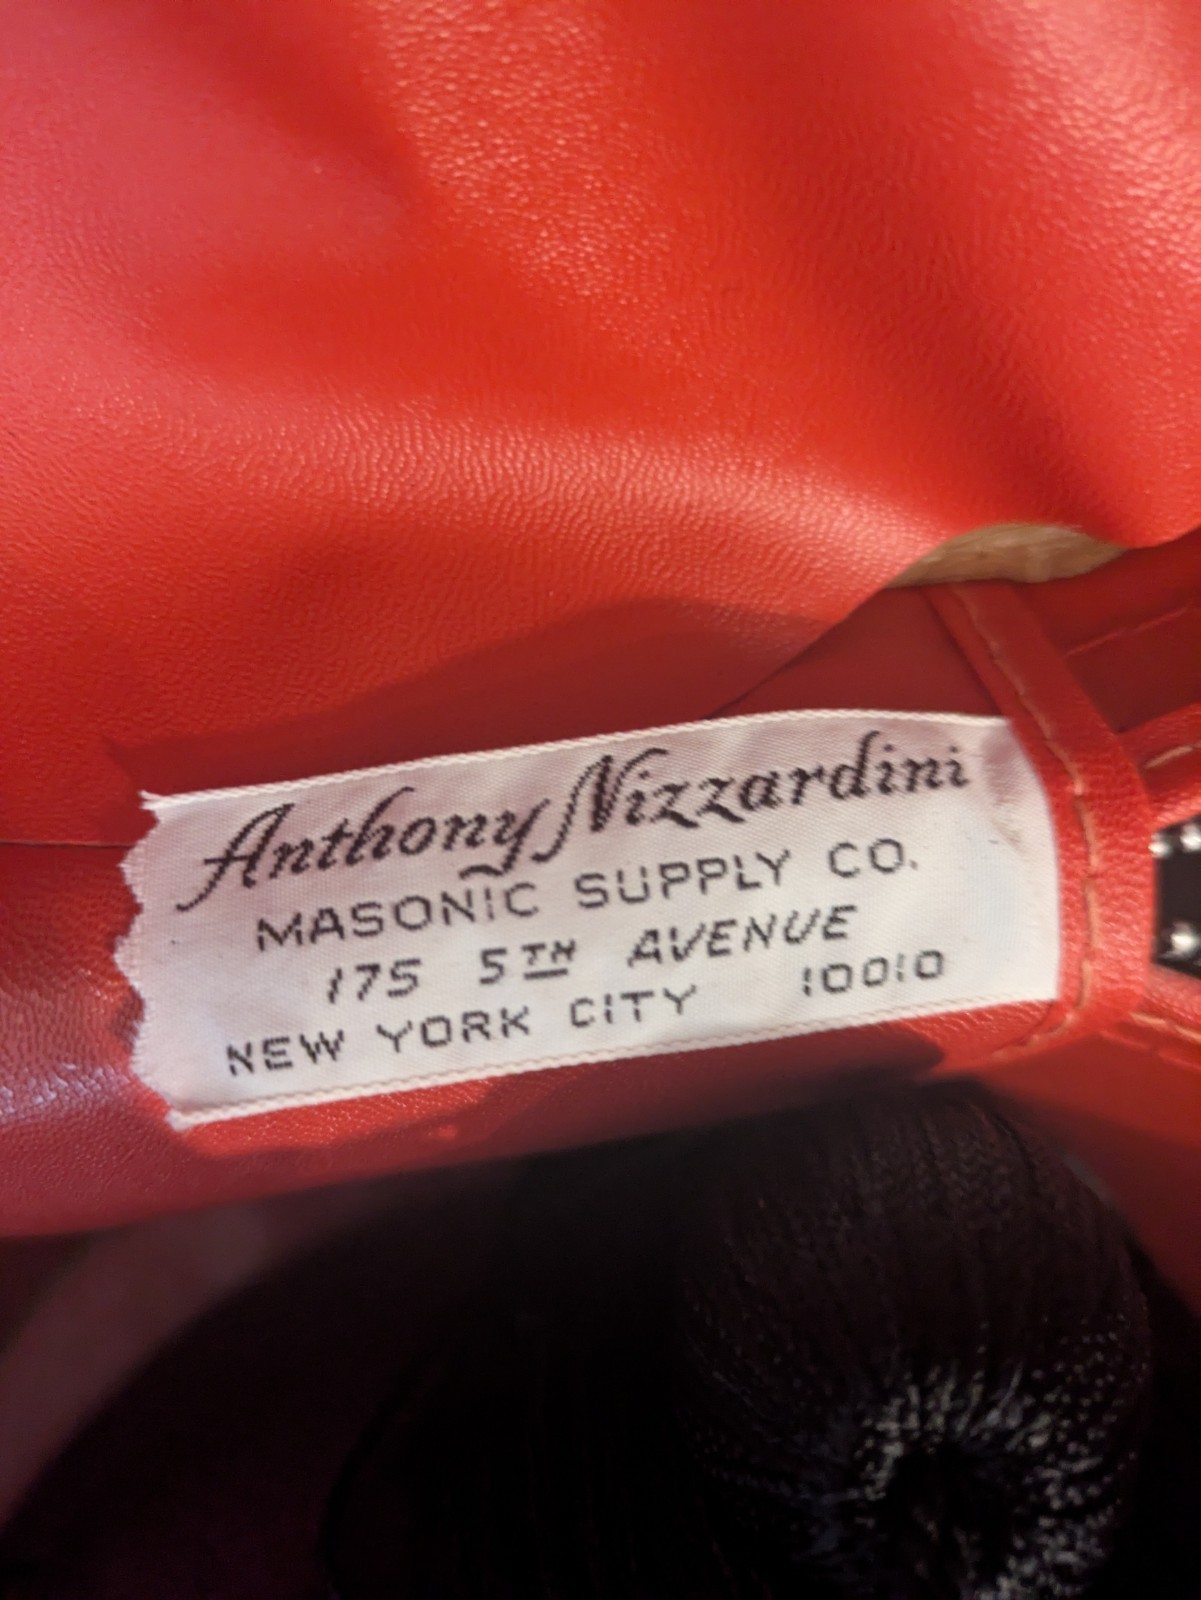 Anthony Nizzardini
MASONIC SUPPLY CO.
175 5TH AVENUE
NEW YORK CITY 10010